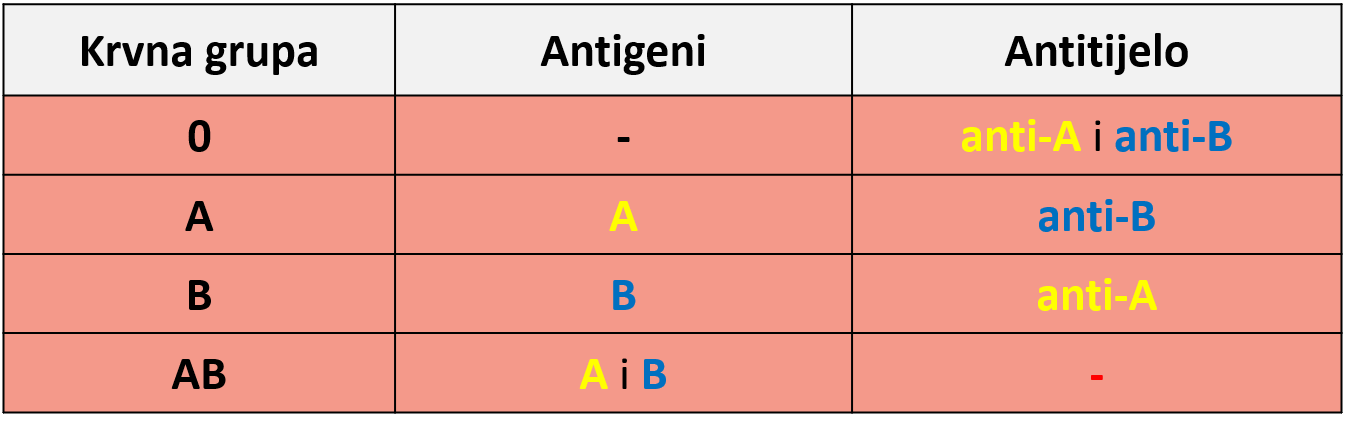 Krvna grupa Antigeni Antitijelo
0 - anti-A i anti-B
A A anti-B
B B anti-A
AB A i B -